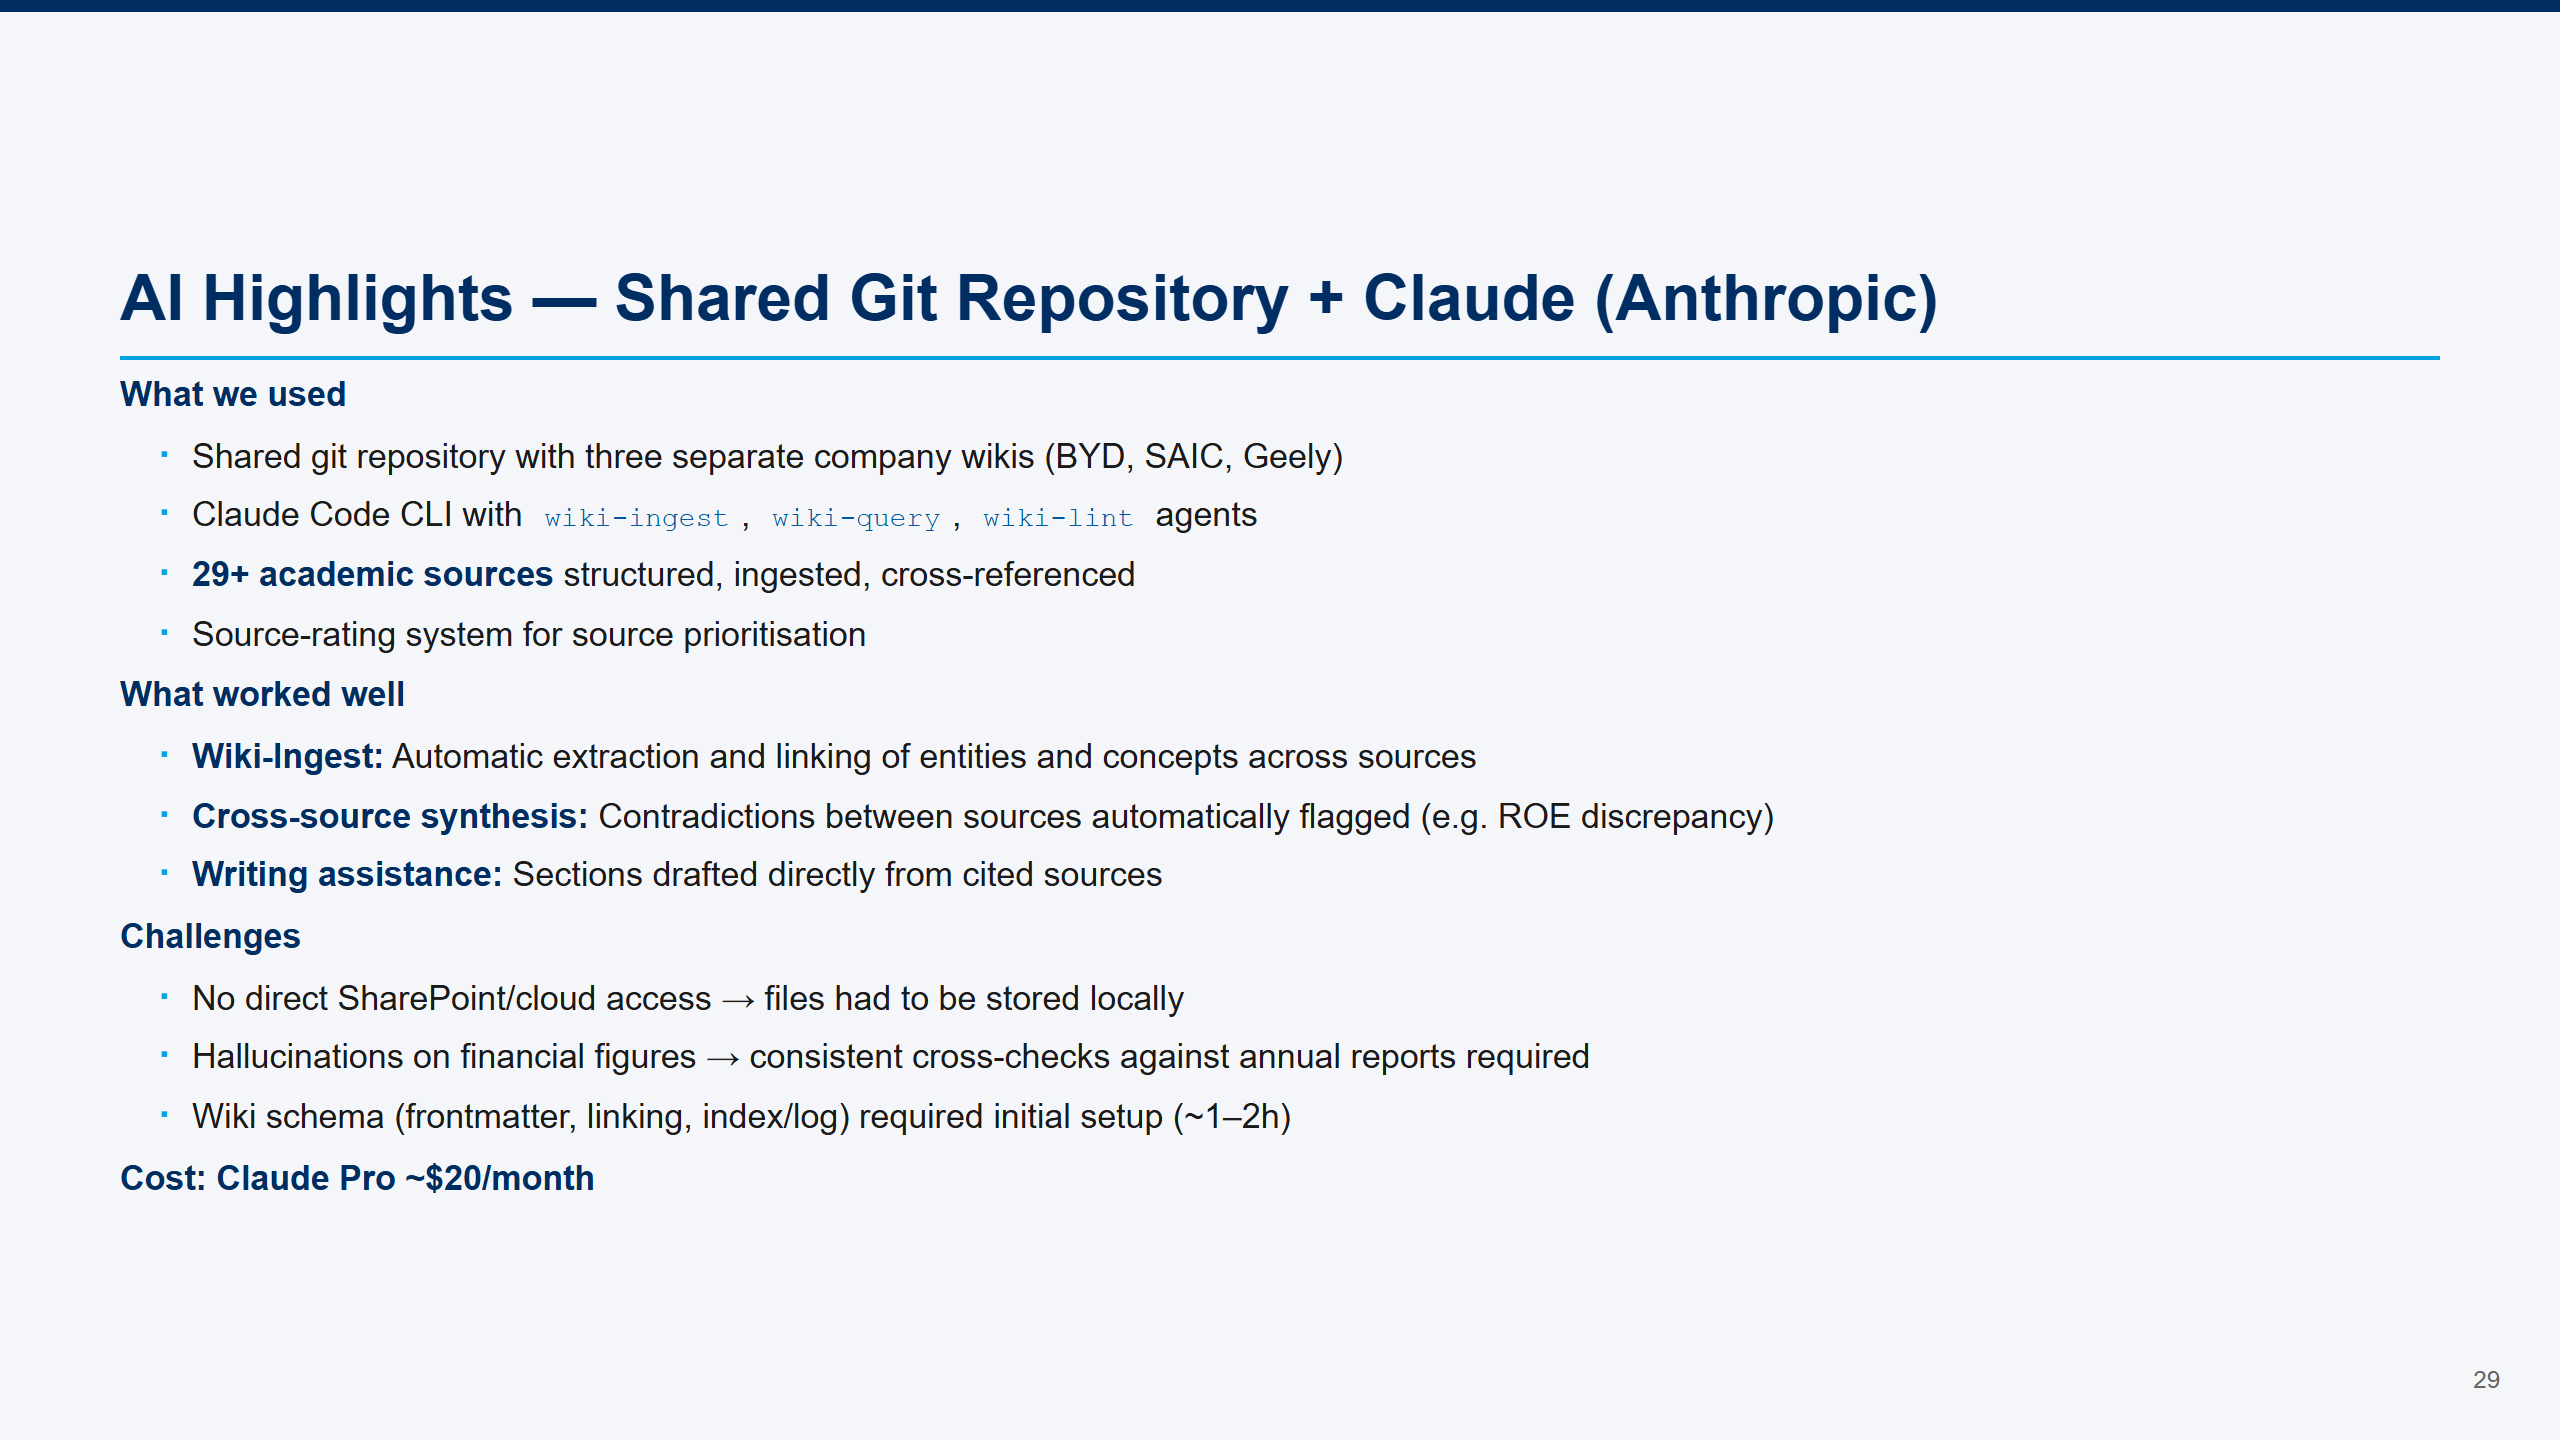 AI Highlights — Shared Git Repository + Claude (Anthropic)
What we used
▪ Shared git repository with three separate company wikis (BYD, SAIC, Geely)
▪ Claude Code CLI with wiki-ingest, wiki-query, wiki-lint agents
▪ 29+ academic sources structured, ingested, cross-referenced
▪ Source-rating system for source prioritisation
What worked well
▪ Wiki-Ingest: Automatic extraction and linking of entities and concepts across sources
▪ Cross-source synthesis: Contradictions between sources automatically flagged (e.g. ROE discrepancy)
▪ Writing assistance: Sections drafted directly from cited sources
Challenges
▪ No direct SharePoint/cloud access → files had to be stored locally
▪ Hallucinations on financial figures → consistent cross-checks against annual reports required
▪ Wiki schema (frontmatter, linking, index/log) required initial setup (~1–2h)
Cost: Claude Pro ~$20/month
29